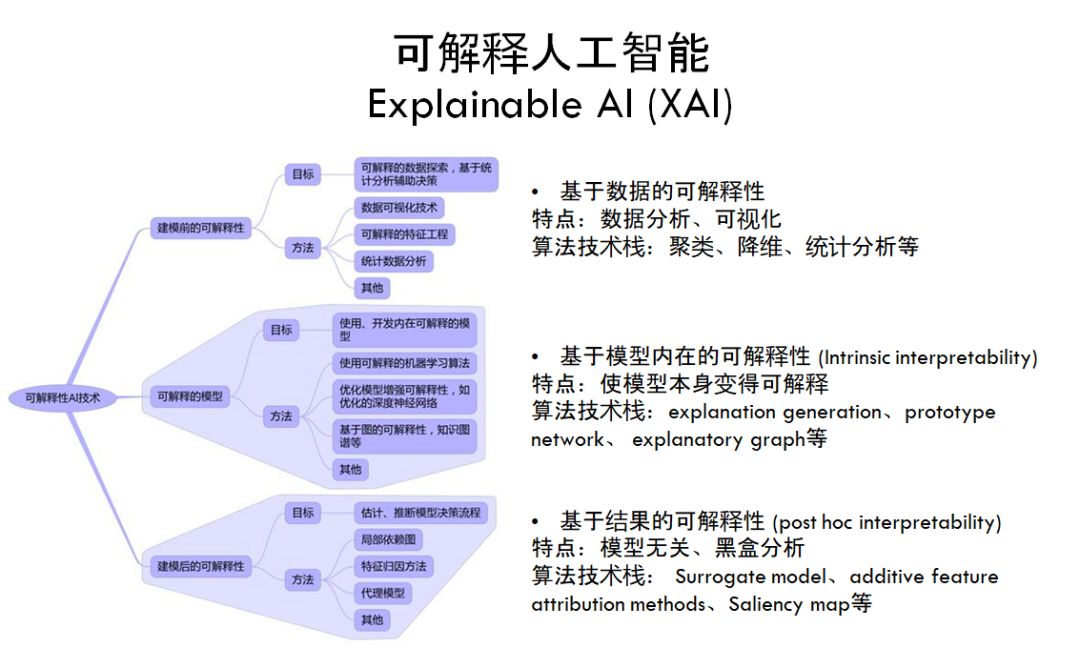 可解释人工智能
Explainable AI (XAI)
可解释性AI技术
建模前的可解释性
目标
可解释的数据探索，基于统
计分析辅助决策
方法
数据可视化技术
可解释的特征工程
统计数据分析
其他
• 基于数据的可解释性
特点：数据分析、可视化
算法技术栈：聚类、降维、统计分析等
可解释的模型
目标
使用、开发内在可解释的模
型
方法
使用可解释的机器学习算法
优化模型增强可解释性，如
优化的深度神经网络
基于图的可解释性，知识图
谱等
其他
• 基于模型内在的可解释性 (Intrinsic interpretability)
特点：使模型本身变得可解释
算法技术栈：explanation generation、prototype
network、 explanatory graph等
建模后的可解释性
目标
估计、推断模型决策流程
方法
局部依赖图
特征归因方法
代理模型
其他
• 基于结果的可解释性 (post hoc interpretability)
特点：模型无关、黑盒分析
算法技术栈： Surrogate model、additive feature
attribution methods、Saliency map等